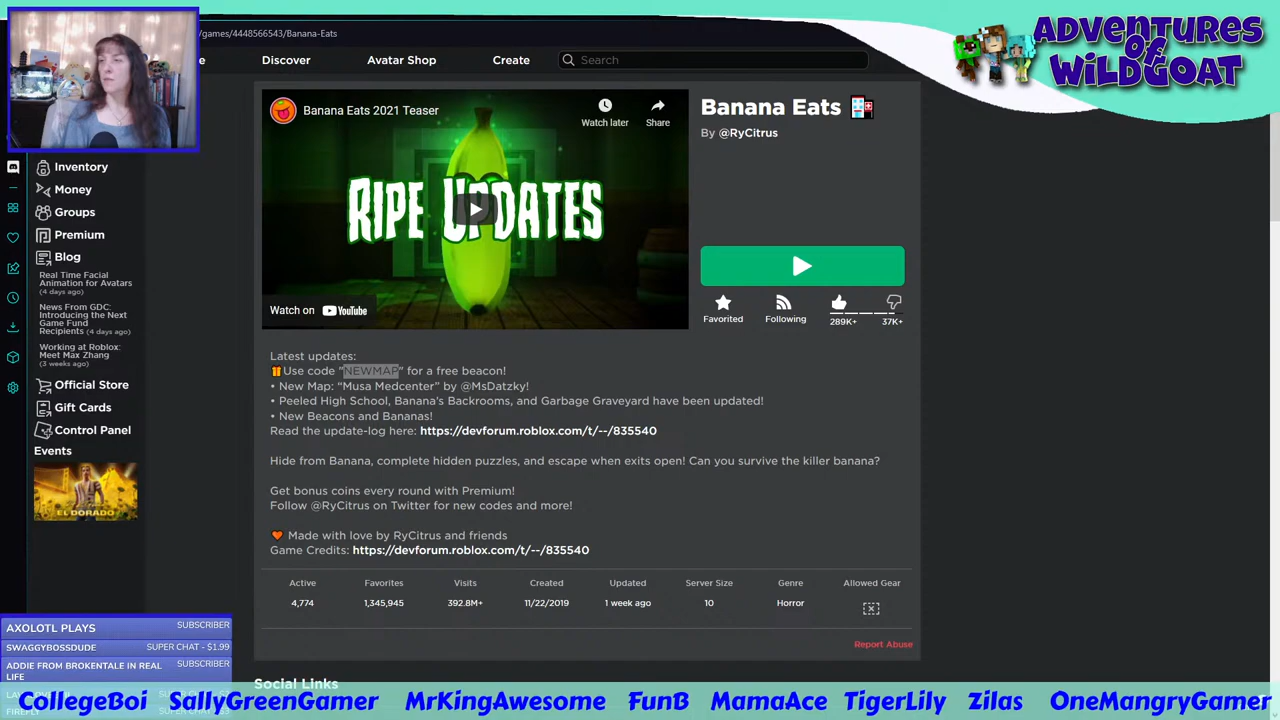 /games/4448566543/Banana-Eats
Discover
Avatar Shop
Create
Search
ADVENTURES
OF
WILDGOAT
Inventory
Money
Groups
Premium
Blog
Real Time Facial
Animation for Avatars
(4 days ago)
News From GDC:
Introducing the Next
Game Fund
Recipients (4 days ago)
Working at Roblox:
Meet Max Zhang
(3 weeks ago)
Official Store
Gift Cards
Control Panel
Events
EL DORADO
Banana Eats 2021 Teaser
Watch later
Share
RIPE UPDATES
Watch on YouTube
Banana Eats
By @RyCitrus
Favorited
Following
289K+
37K+
Latest updates:
Use code "NEWMAP" for a free beacon!
• New Map: “Musa Medcenter” by @MsDatzky!
• Peeled High School, Banana’s Backrooms, and Garbage Graveyard have been updated!
• New Beacons and Bananas!
Read the update-log here: https://devforum.roblox.com/t/--/835540
Hide from Banana, complete hidden puzzles, and escape when exits open! Can you survive the killer banana?
Get bonus coins every round with Premium!
Follow @RyCitrus on Twitter for new codes and more!
Made with love by RyCitrus and friends
Game Credits: https://devforum.roblox.com/t/--/835540
Active Favorites Visits Created Updated Server Size Genre Allowed Gear
4,774 1,345,945 392.8M+ 11/22/2019 1 week ago 10 Horror
Report Abuse
Social Links
AXOLOTL PLAYS SUBSCRIBER
SWAGGYBOSSDUDE SUPER CHAT - $1.99
ADDIE FROM BROKENTALE IN REAL SUBSCRIBER
LIFE
FIREFLY
CollegeBoi SallyGreenGamer MrKingAwesome FunB MamaAce TigerLily Zilas OneMangryGamer